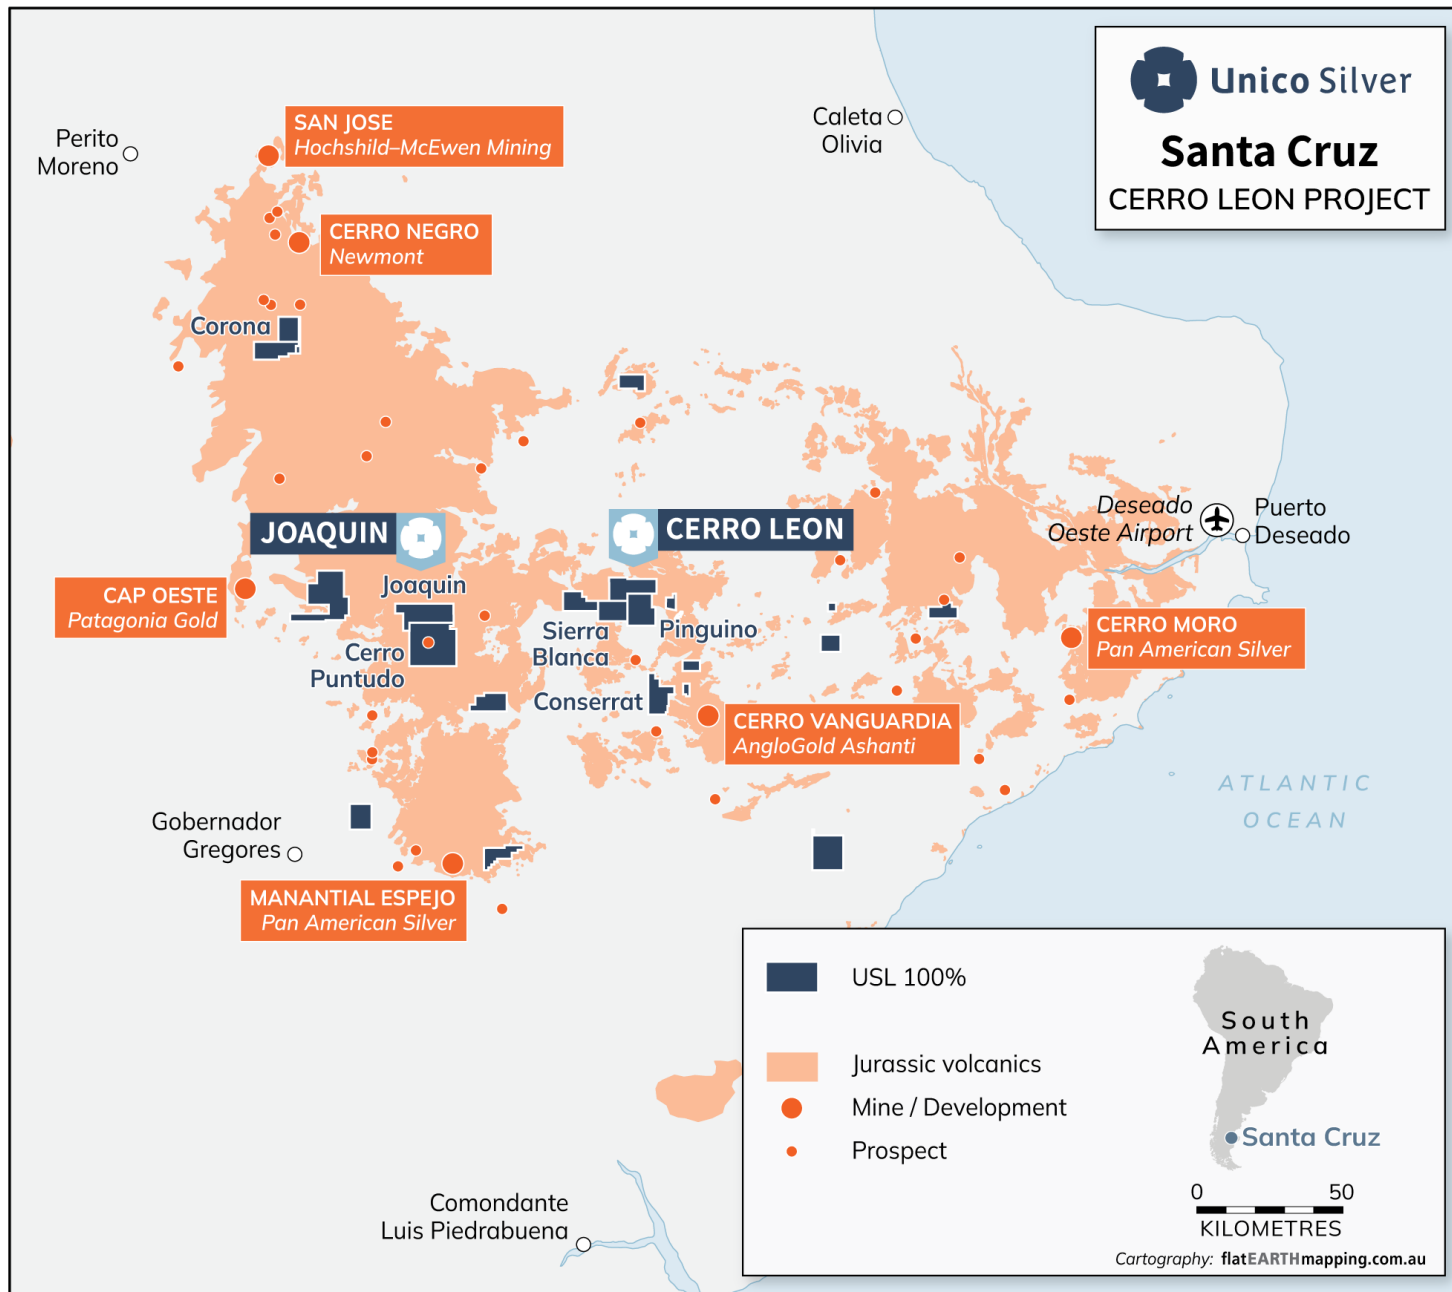 Unico Silver
Santa Cruz
CERRO LEON PROJECT
Caleta
Olivia
Perito
Moreno
SAN JOSE
Hochshild–McEwen Mining
CERRO NEGRO
Newmont
Corona
JOAQUIN
CERRO LEON
Deseado
Oeste Airport
Puerto
Deseado
CAP OESTE
Patagonia Gold
Joaquin
Cerro
Puntudo
Sierra
Blanca
Pinguino
Conserrat
CERRO MORO
Pan American Silver
CERRO VANGUARDIA
AngloGold Ashanti
ATLANTIC
OCEAN
Gobernador
Gregores
MANANTIAL ESPEJO
Pan American Silver
Comondante
Luis Piedrabuena
USL 100%
Jurassic volcanics
Mine / Development
Prospect
South
America
Santa Cruz
0 50
KILOMETRES
Cartography: flatEARTHmapping.com.au